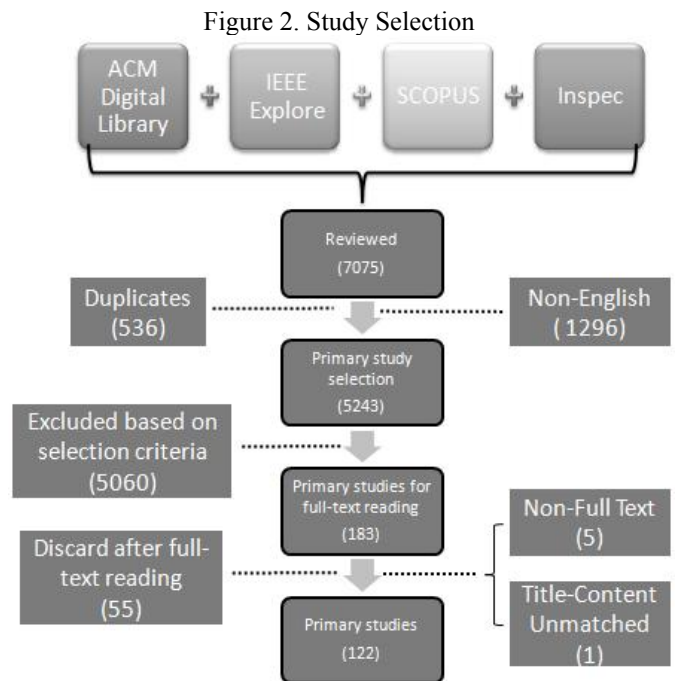 Figure 2. Study Selection
ACM
Digital
Library
IEEE
Explore
SCOPUS
Inspec
Reviewed
(7075)
Duplicates
(536)
Non-English
( 1296)
Primary study
selection
(5243)
Excluded based on
selection criteria
(5060)
Primary studies for
full-text reading
(183)
Non-Full Text
(5)
Discard after full-
text reading
(55)
Title-Content
Unmatched
(1)
Primary studies
(122)